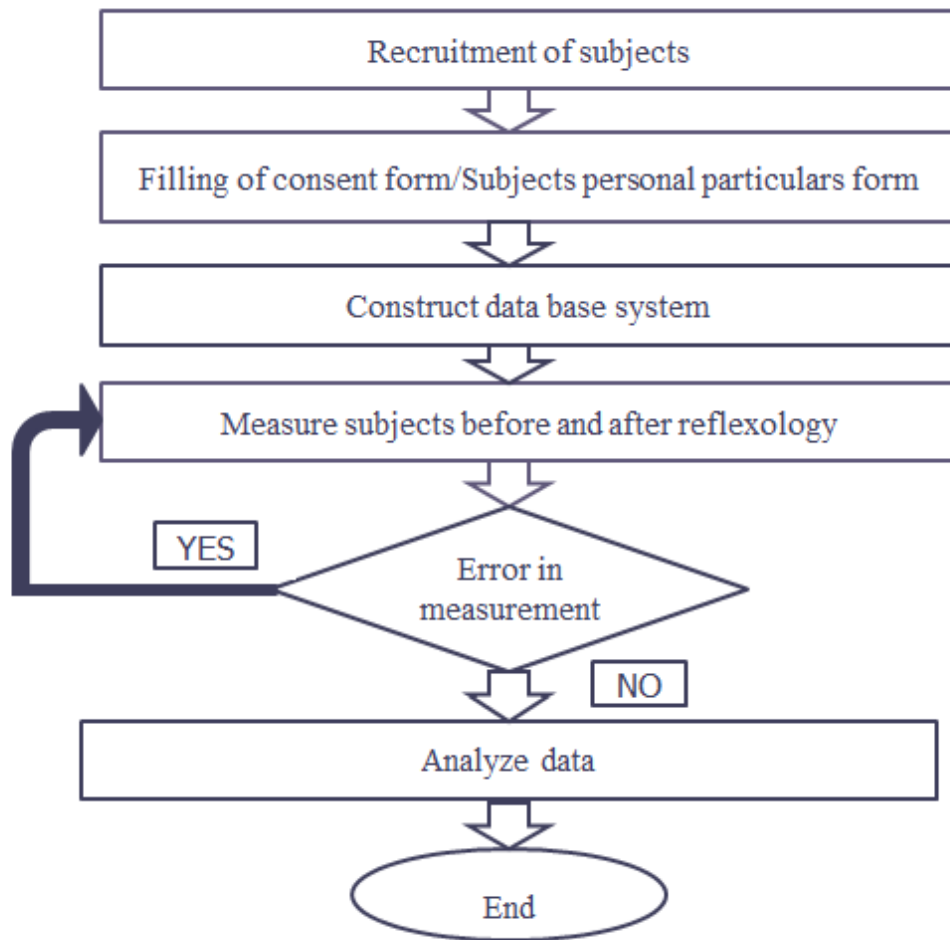 Recruitment of subjects
Filling of consent form/Subjects personal particulars form
Construct data base system
Measure subjects before and after reflexology
YES
Error in
measurement
NO
Analyze data
End